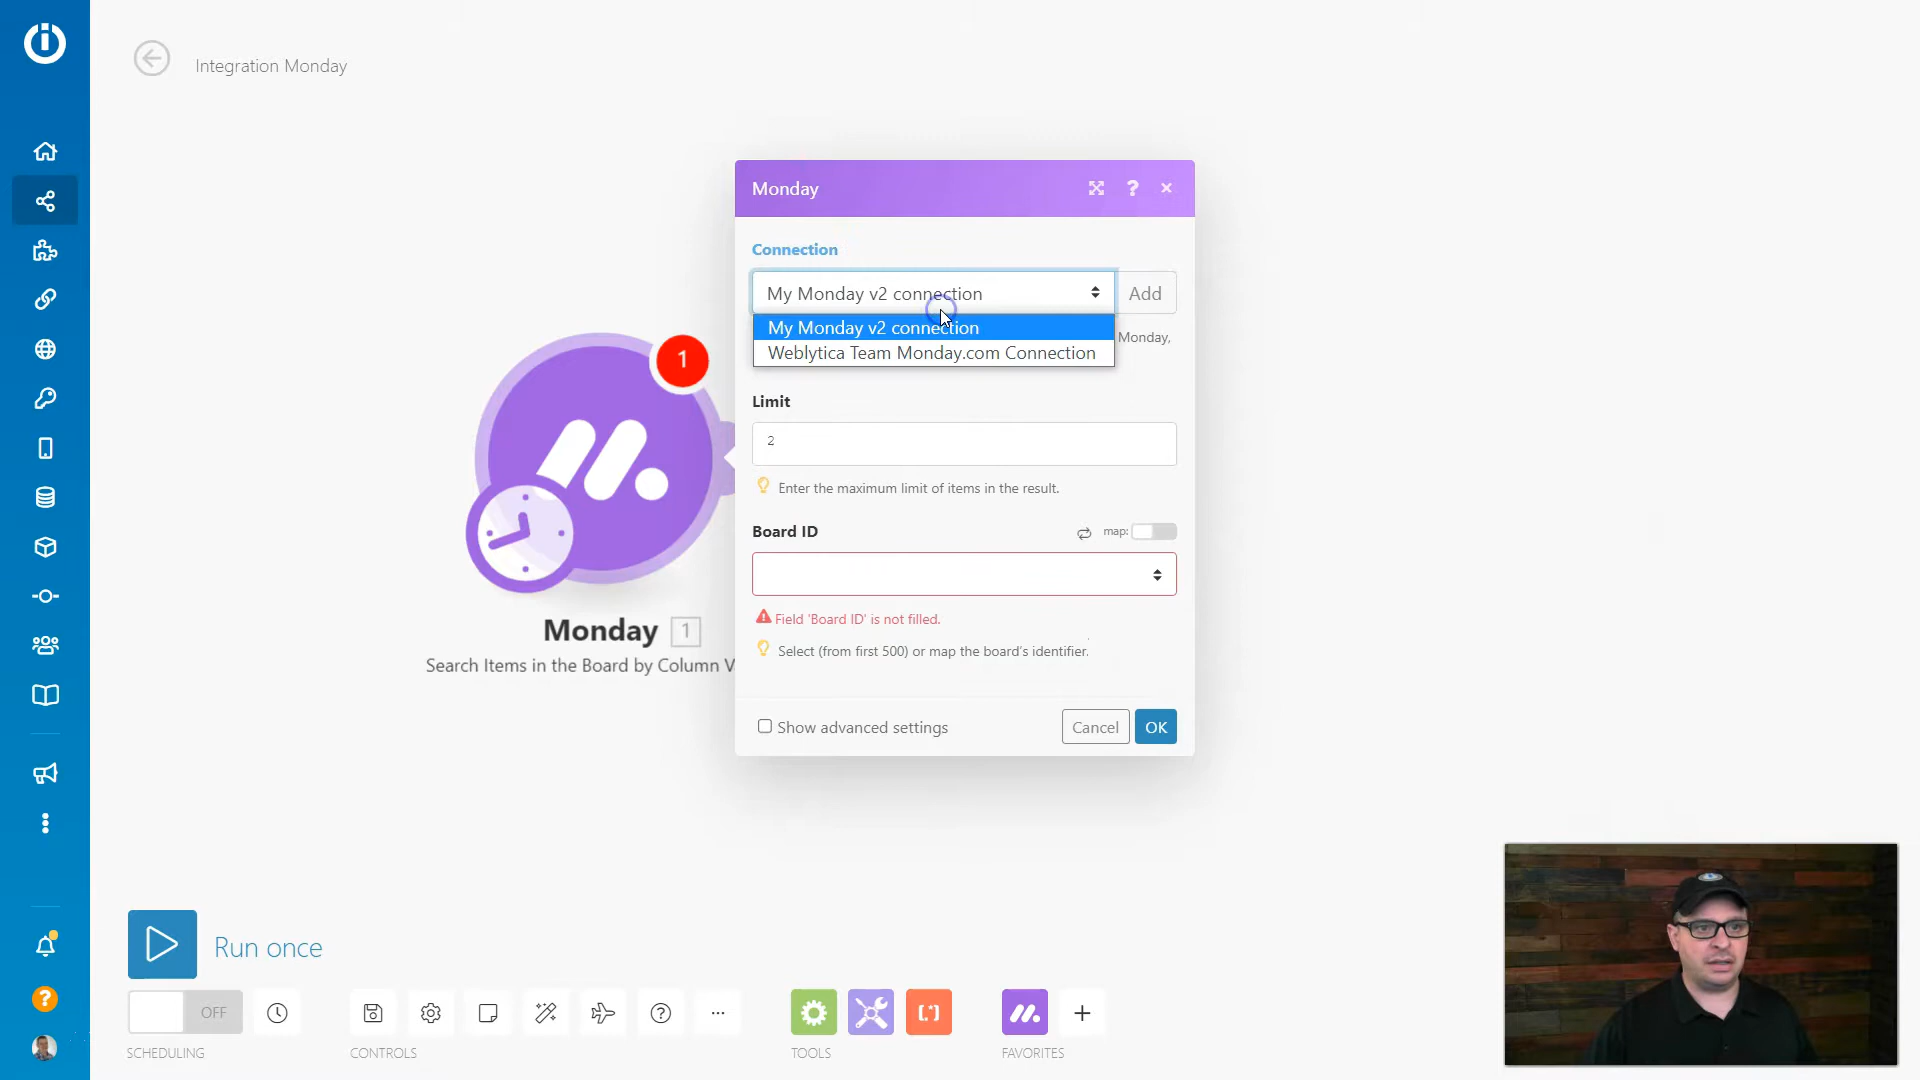 Integration Monday
Monday
?
Connection
My Monday v2 connection
Add
My Monday v2 connection
Weblytica Team Monday.com Connection
Monday,
Limit
2
Enter the maximum limit of items in the result.
Board ID
map:
Field 'Board ID' is not filled.
Select (from first 500) or map the board's identifier.
Show advanced settings
Cancel
OK
1
Monday 1
Search Items in the Board by Column V
Run once
OFF
SCHEDULING
CONTROLS
TOOLS
FAVORITES